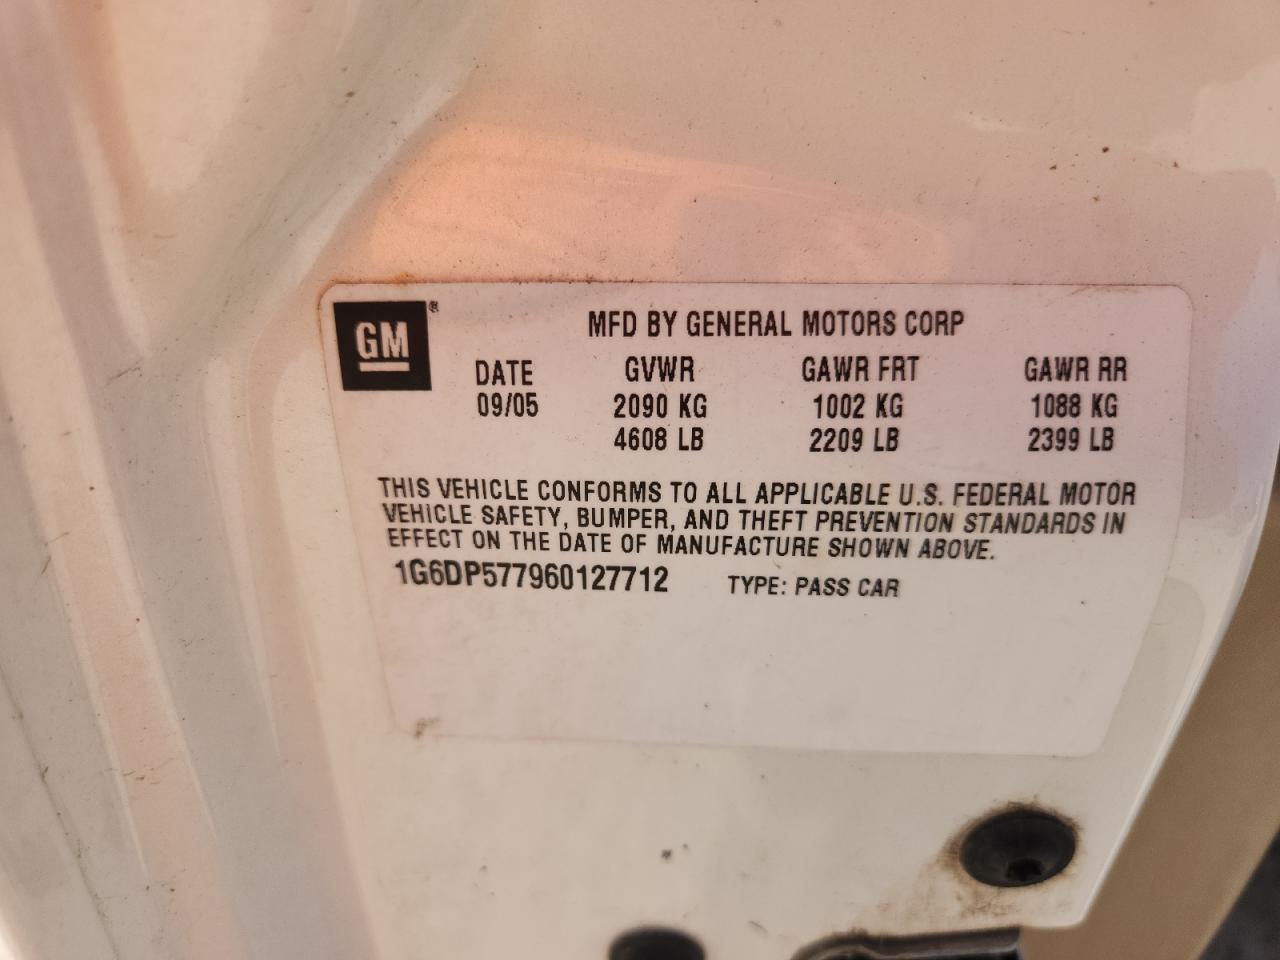 GM®
MFD BY GENERAL MOTORS CORP
DATE GVWR GAWR FRT GAWR RR
09/05 2090 KG 1002 KG 1088 KG
4608 LB 2209 LB 2399 LB
THIS VEHICLE CONFORMS TO ALL APPLICABLE U.S. FEDERAL MOTOR
VEHICLE SAFETY, BUMPER, AND THEFT PREVENTION STANDARDS IN
EFFECT ON THE DATE OF MANUFACTURE SHOWN ABOVE.
1G6DP577960127712 TYPE: PASS CAR